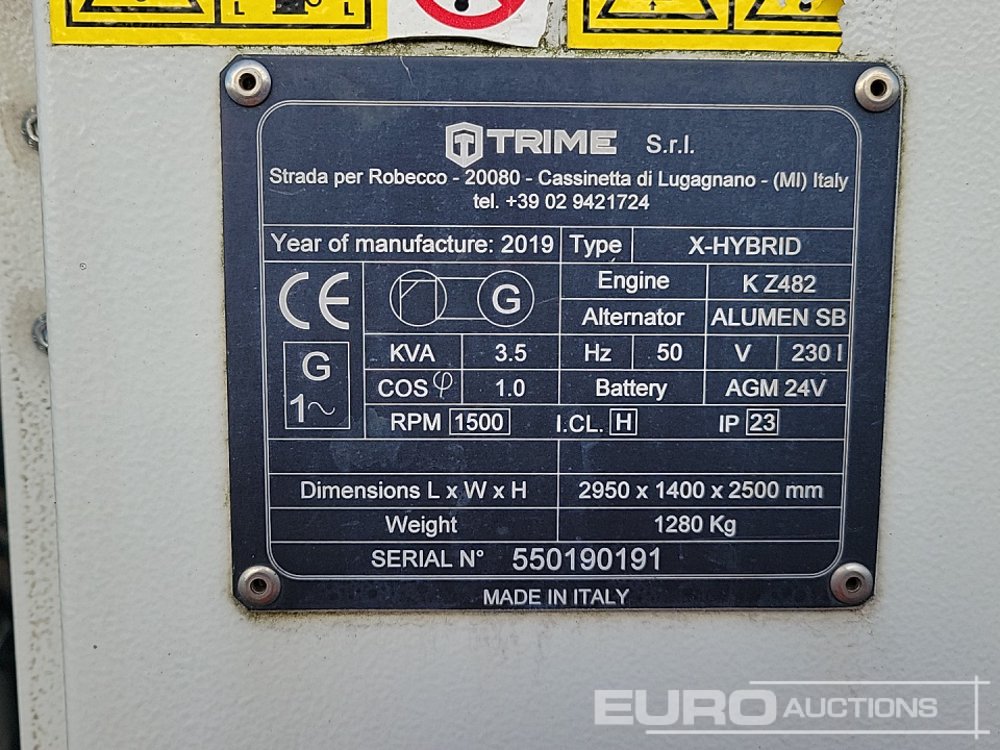 L L
TRIME S.r.l.
Strada per Robecco - 20080 - Cassinetta di Lugagnano - (MI) Italy
tel. +39 02 9421724
Year of manufacture: 2019 Type X-HYBRID
CE G Engine K Z482
Alternator ALUMEN SB
G 1~ KVA 3.5 Hz 50 V 230 I
COS φ 1.0 Battery AGM 24V
RPM 1500 I.CL. H IP 23
Dimensions L x W x H 2950 x 1400 x 2500 mm
Weight 1280 Kg
SERIAL N° 550190191
MADE IN ITALY
EURO AUCTIONS